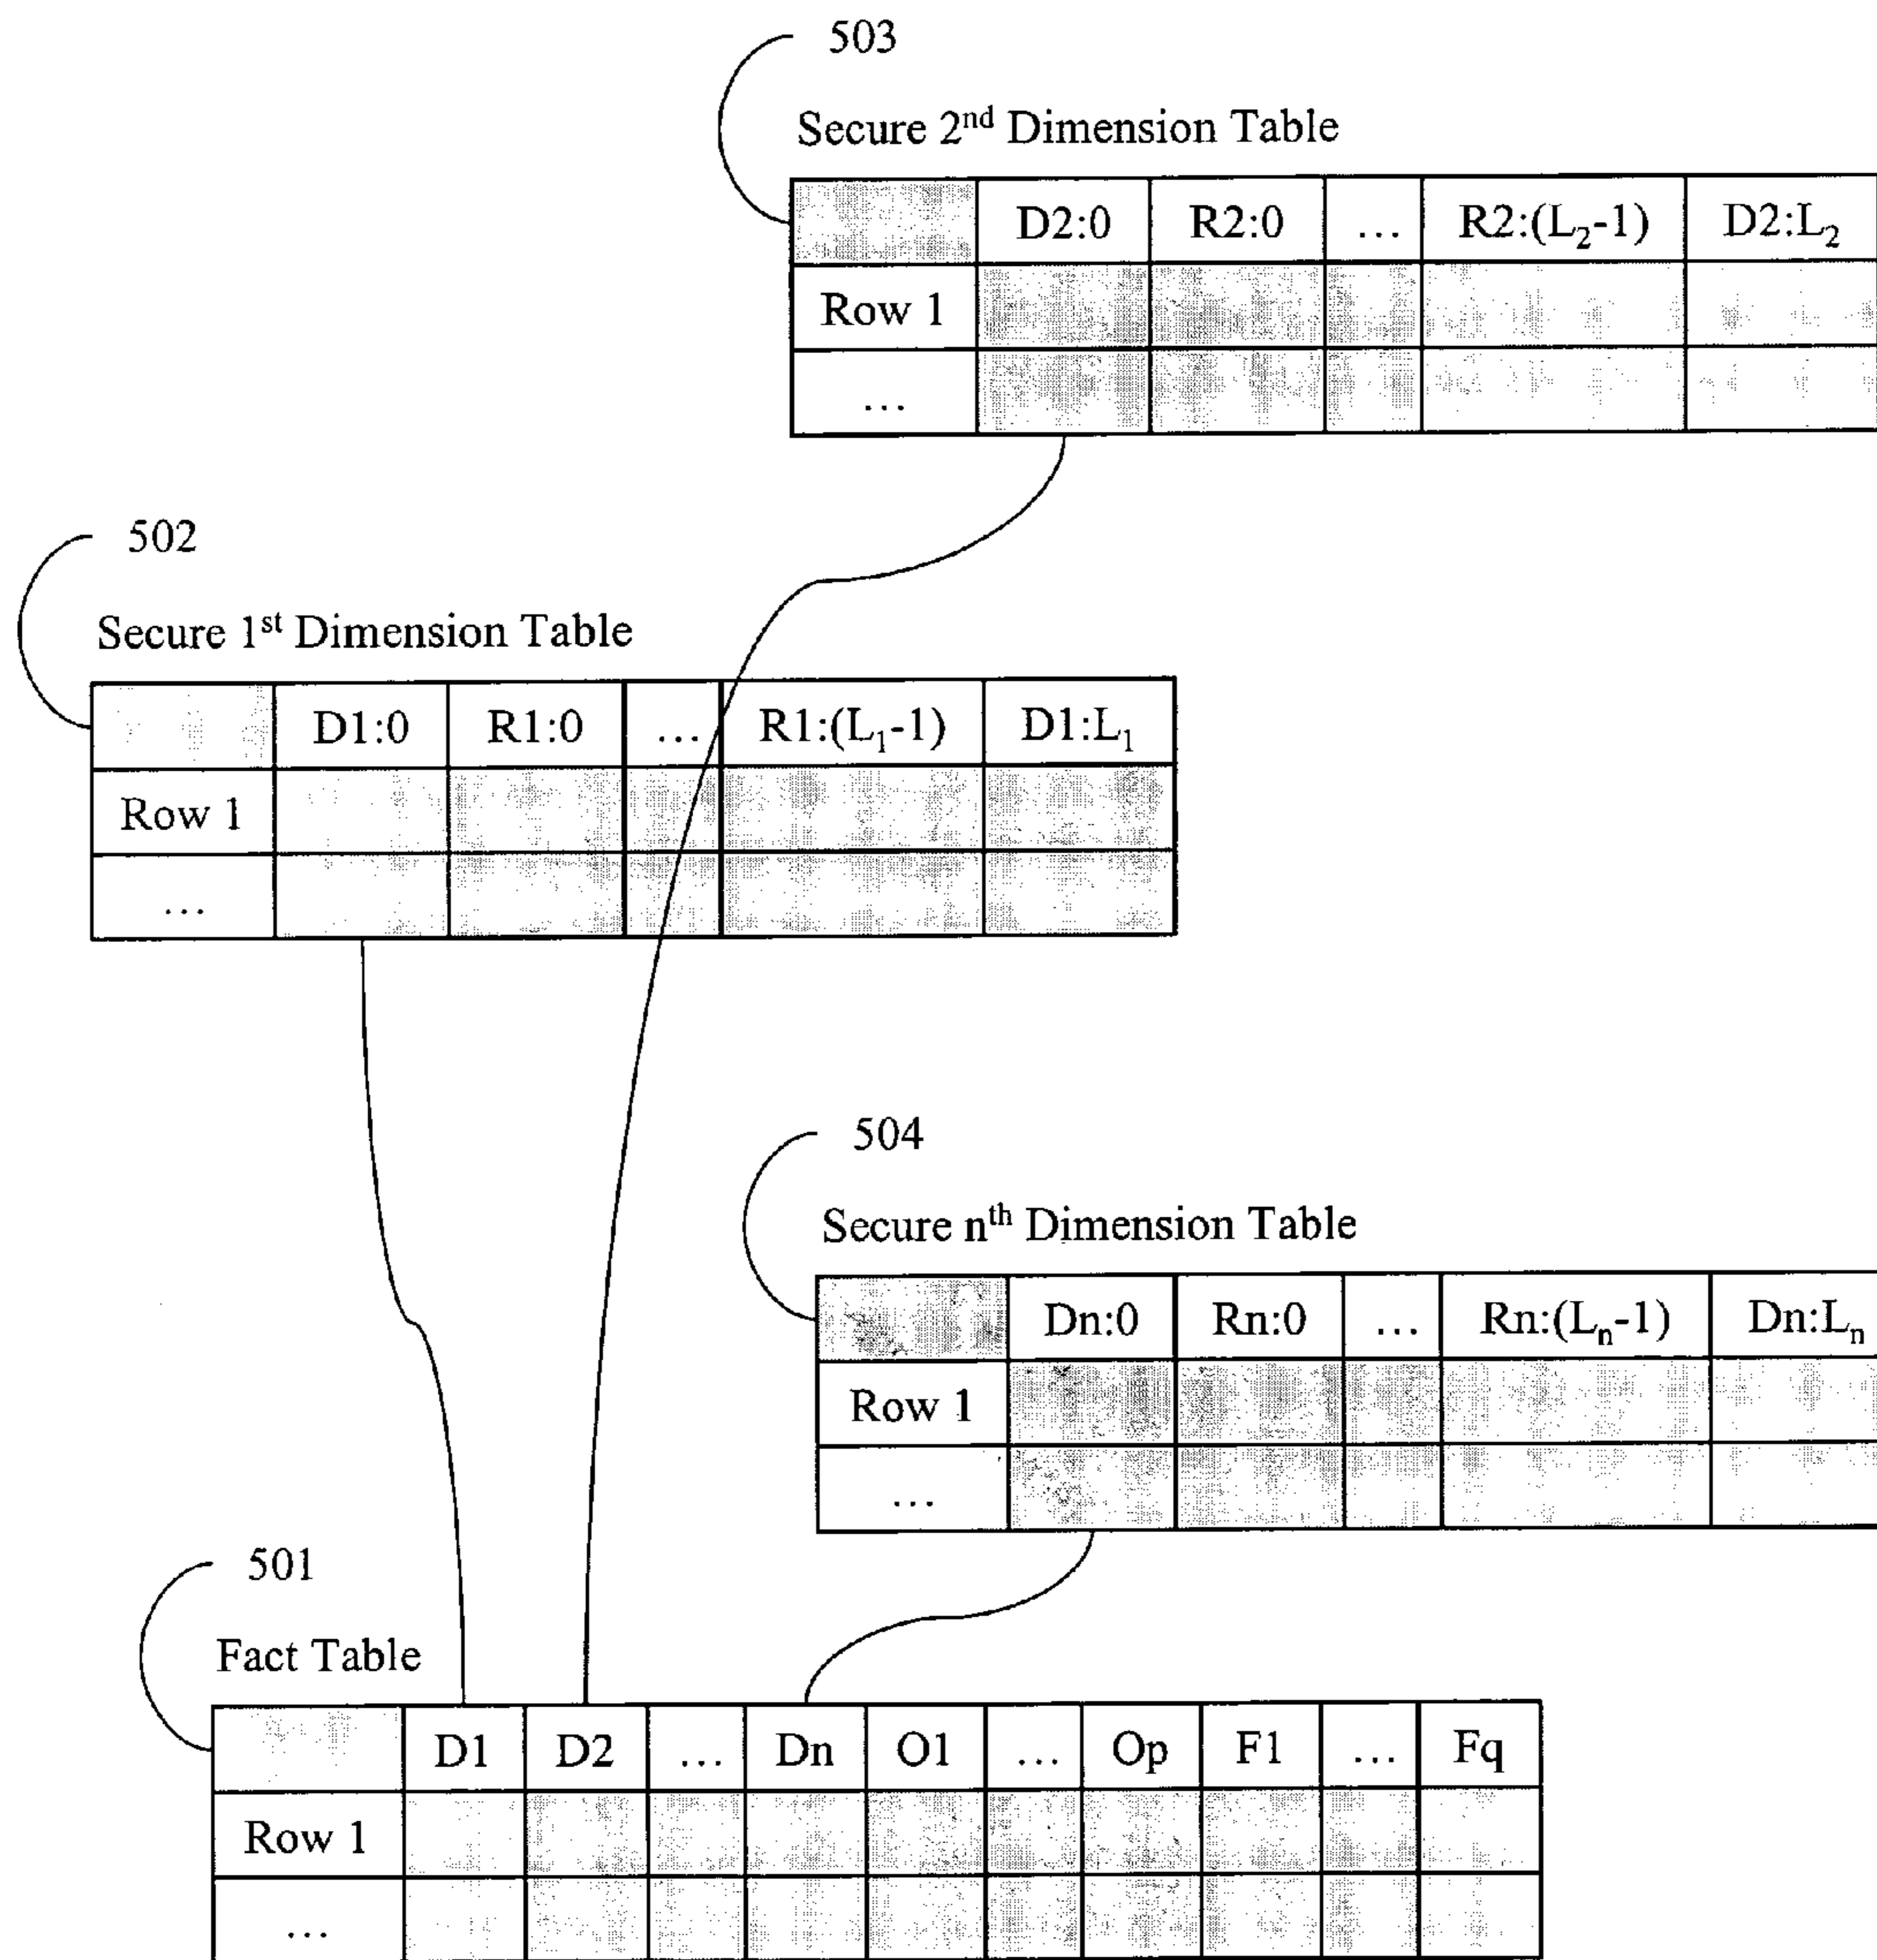 503
Secure 2nd Dimension Table
D2:0 R2:0 ... R2:(L2-1) D2:L2
Row 1
...
502
Secure 1st Dimension Table
D1:0 R1:0 ... R1:(L1-1) D1:L1
Row 1
...
504
Secure nth Dimension Table
Dn:0 Rn:0 ... Rn:(Ln-1) Dn:Ln
Row 1
...
501
Fact Table
D1 D2 ... Dn O1 ... Op F1 ... Fq
Row 1
...